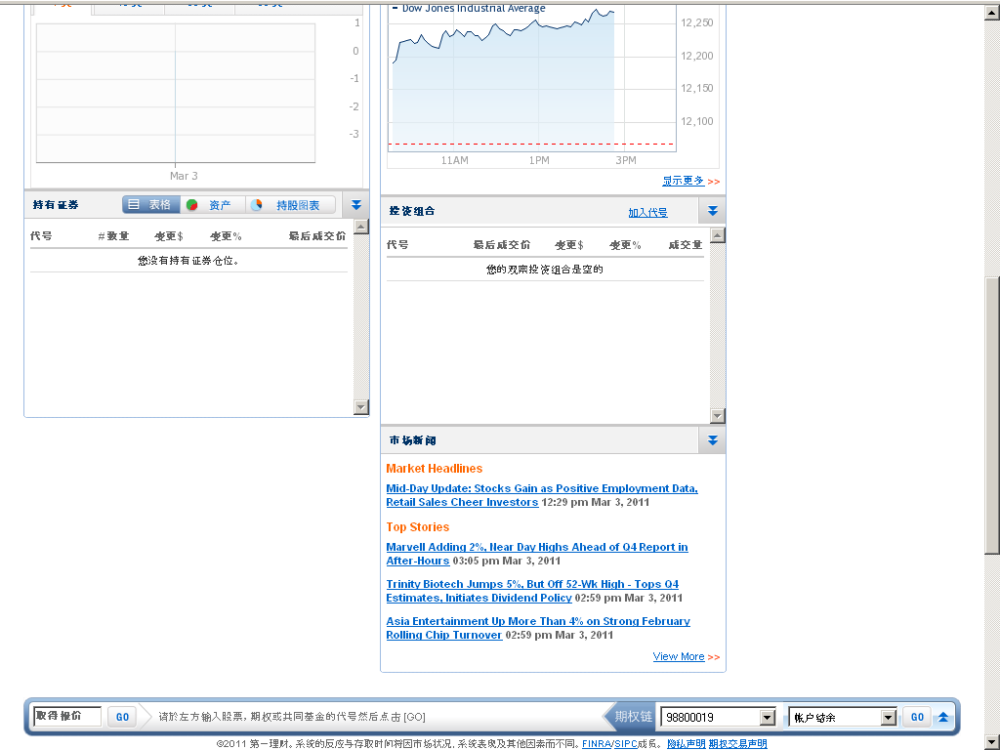 1
0
-1
-2
-3
Mar 3
Dow Jones Industrial Average
12,250
12,200
12,150
12,100
11AM 1PM 3PM
显示更多 >>
持有证券 表格 资产 持股图表
代号 #数量 变更$ 变更% 最后成交价
您没有持有证券仓位。
投资组合 加入代号
代号 最后成交价 变更$ 变更% 成交量
您的观察投资组合是空的
市场新闻
Market Headlines
Mid-Day Update: Stocks Gain as Positive Employment Data,
Retail Sales Cheer Investors 12:29 pm Mar 3, 2011
Top Stories
Marvell Adding 2%, Near Day Highs Ahead of Q4 Report in
After-Hours 03:05 pm Mar 3, 2011
Trinity Biotech Jumps 5%, But Off 52-Wk High - Tops Q4
Estimates, Initiates Dividend Policy 02:59 pm Mar 3, 2011
Asia Entertainment Up More Than 4% on Strong February
Rolling Chip Turnover 02:59 pm Mar 3, 2011
View More >>
取得报价 GO 请於左方输入股票, 期权或共同基金的代号然后点击 [GO] 期权链 98800019 帐户结余 GO
©2011 第一理财. 系统的反应与存取时间将因市场状况, 系统表现及其他因素而不同. FINRA/SIPC成员. 隐私声明 期权交易声明